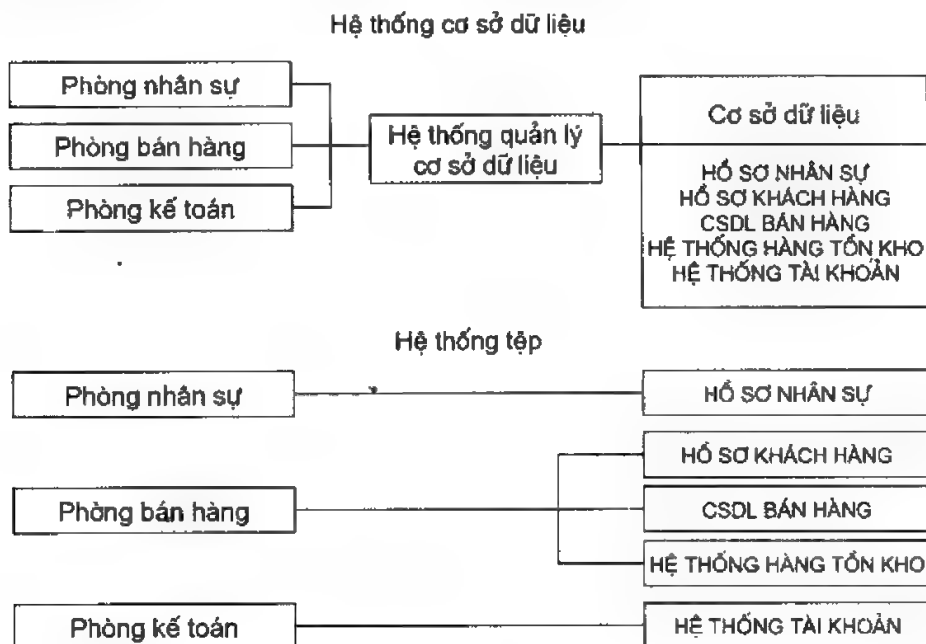 Hệ thống cơ sở dữ liệu
Phòng nhân sự
Phòng bán hàng
Phòng kế toán
Hệ thống quản lý
cơ sở dữ liệu
Cơ sở dữ liệu
HỒ SƠ NHÂN SỰ
HỒ SƠ KHÁCH HÀNG
CSDL BÁN HÀNG
HỆ THỐNG HÀNG TỒN KHO
HỆ THỐNG TÀI KHOẢN
Hệ thống tệp
Phòng nhân sự
HỒ SƠ NHÂN SỰ
HỒ SƠ KHÁCH HÀNG
Phòng bán hàng
CSDL BÁN HÀNG
HỆ THỐNG HÀNG TỒN KHO
Phòng kế toán
HỆ THỐNG TÀI KHOẢN